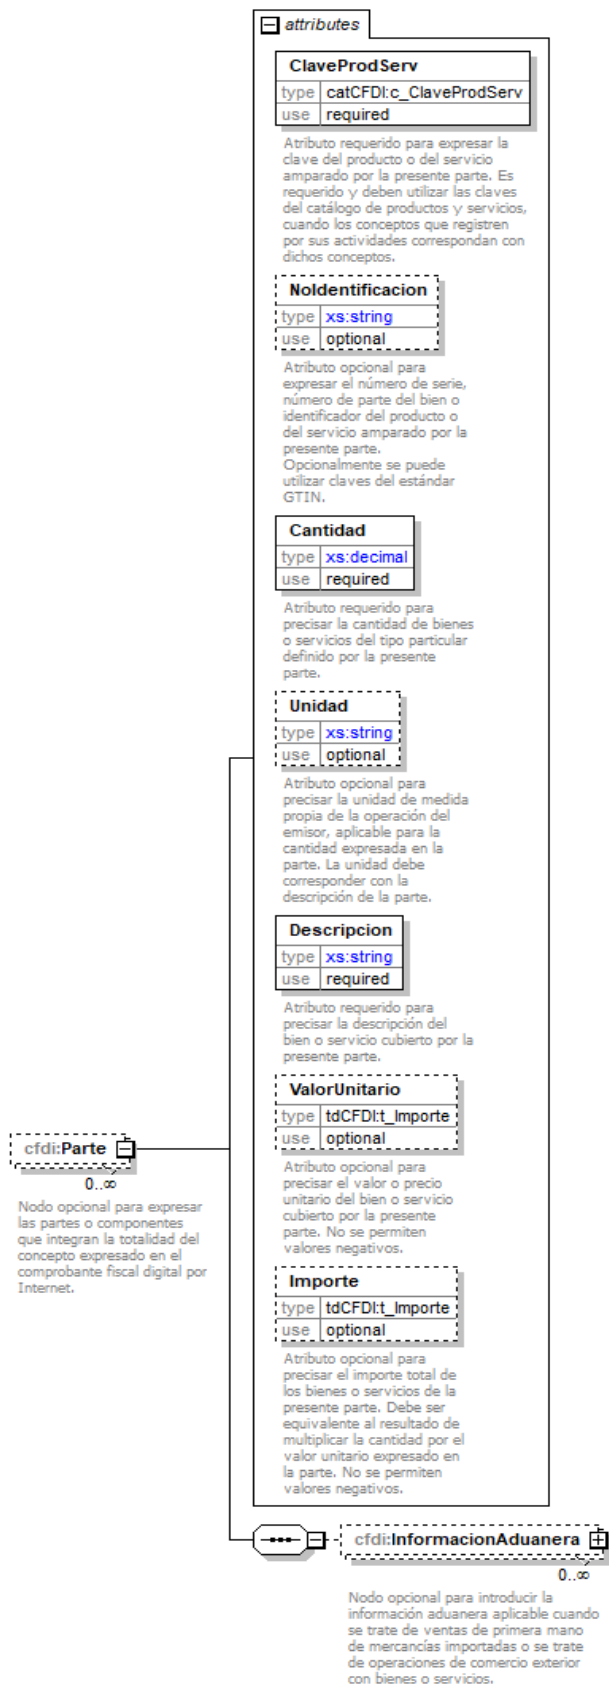 attributes
ClaveProdServ
type catCFDI:c_ClaveProdServ
use required
Atributo requerido para expresar la
clave del producto o del servicio
amparado por la presente parte. Es
requerido y deben utilizar las claves
del catálogo de productos y servicios,
cuando los conceptos que registren
por sus actividades correspondan con
dichos conceptos.
NoIdentificacion
type xs:string
use optional
Atributo opcional para
expresar el número de serie,
número de parte del bien o
identificador del producto o
del servicio amparado por la
presente parte.
Opcionalmente se puede
utilizar claves del estándar
GTIN.
Cantidad
type xs:decimal
use required
Atributo requerido para
precisar la cantidad de bienes
o servicios del tipo particular
definido por la presente
parte.
Unidad
type xs:string
use optional
Atributo opcional para
precisar la unidad de medida
propia de la operación del
emisor, aplicable para la
cantidad expresada en la
parte. La unidad debe
corresponder con la
descripción de la parte.
Descripcion
type xs:string
use required
Atributo requerido para
precisar la descripción del
bien o servicio cubierto por la
presente parte.
ValorUnitario
type tdCFDI:t_Importe
use optional
Atributo opcional para
precisar el valor o precio
unitario del bien o servicio
cubierto por la presente
parte. No se permiten
valores negativos.
Importe
type tdCFDI:t_Importe
use optional
Atributo opcional para
precisar el importe total de
los bienes o servicios de la
presente parte. Debe ser
equivalente al resultado de
multiplicar la cantidad por el
valor unitario expresado en
la parte. No se permiten
valores negativos.
cfdi:Parte
0..∞
Nodo opcional para expresar
las partes o componentes
que integran la totalidad del
concepto expresado en el
comprobante fiscal digital por
Internet.
cfdi:InformacionAduanera
0..∞
Nodo opcional para introducir la
información aduanera aplicable cuando
se trate de ventas de primera mano
de mercancías importadas o se trate
de operaciones de comercio exterior
con bienes o servicios.